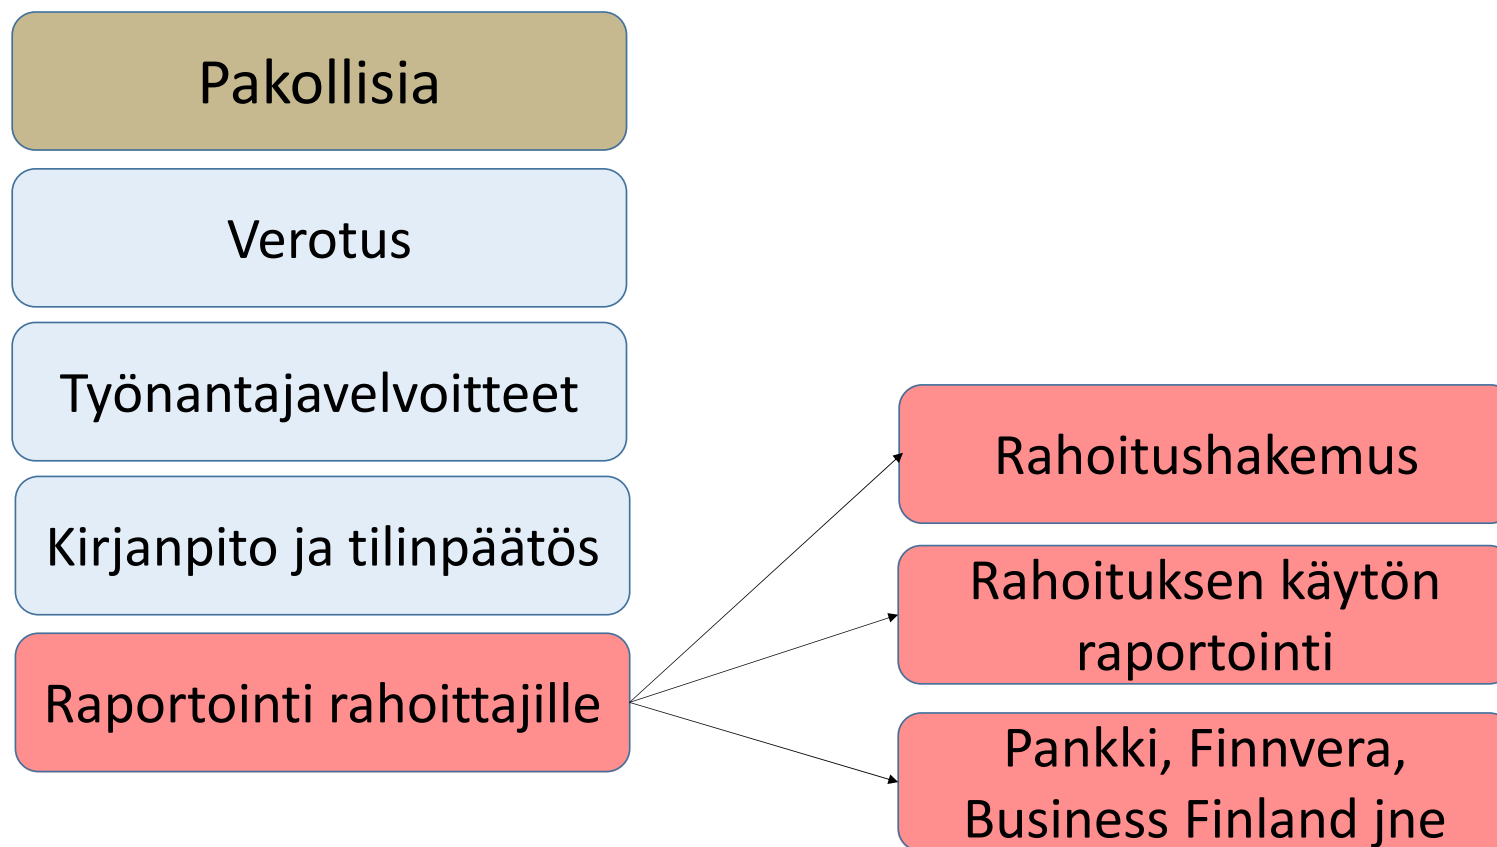 Pakollisia
Verotus
Työnantajavelvoitteet
Kirjanpito ja tilinpäätös
Raportointi rahoittajille
Rahoitushakemus
Rahoituksen käytön
raportointi
Pankki, Finnvera,
Business Finland jne